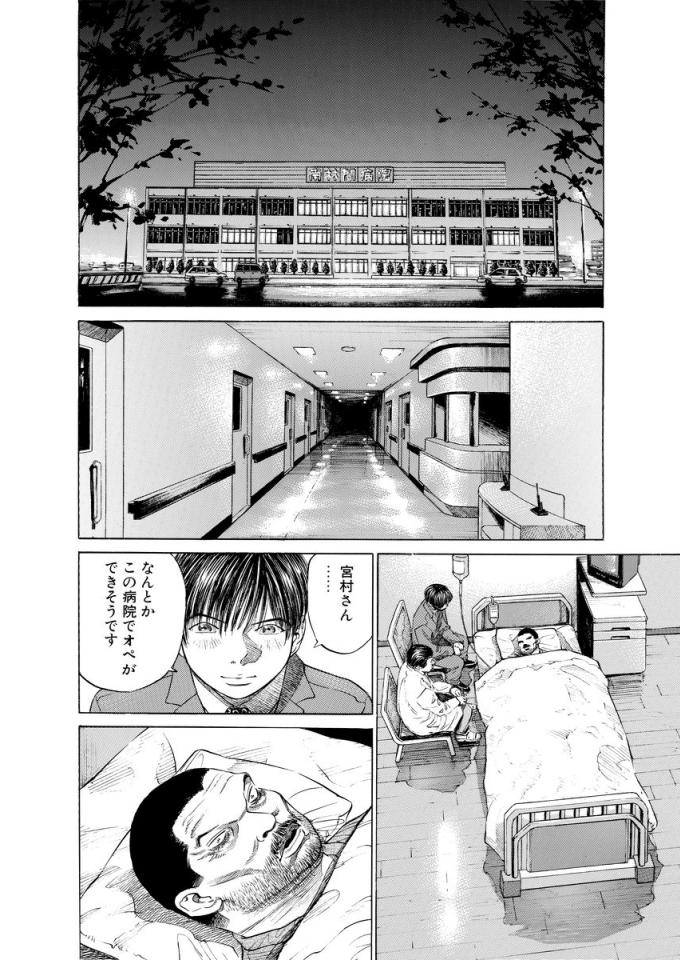 宮村さん
……
なんとか
この病院でオペが
できそうです